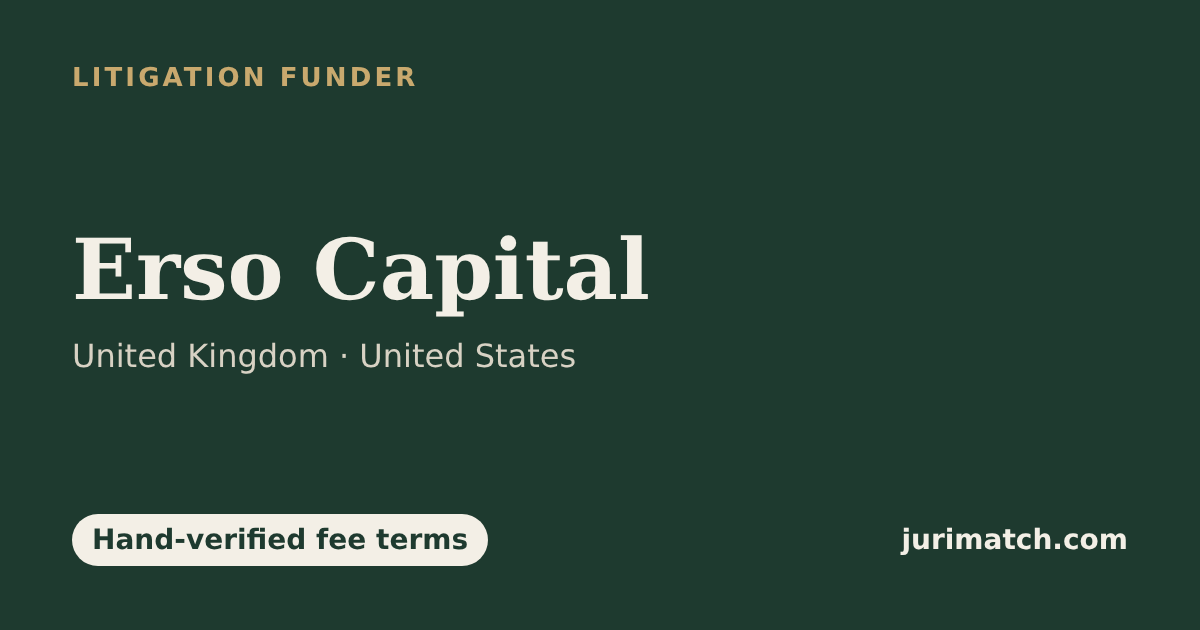 LITIGATION FUNDER
Erso Capital
United Kingdom · United States
Hand-verified fee terms
jurimatch.com